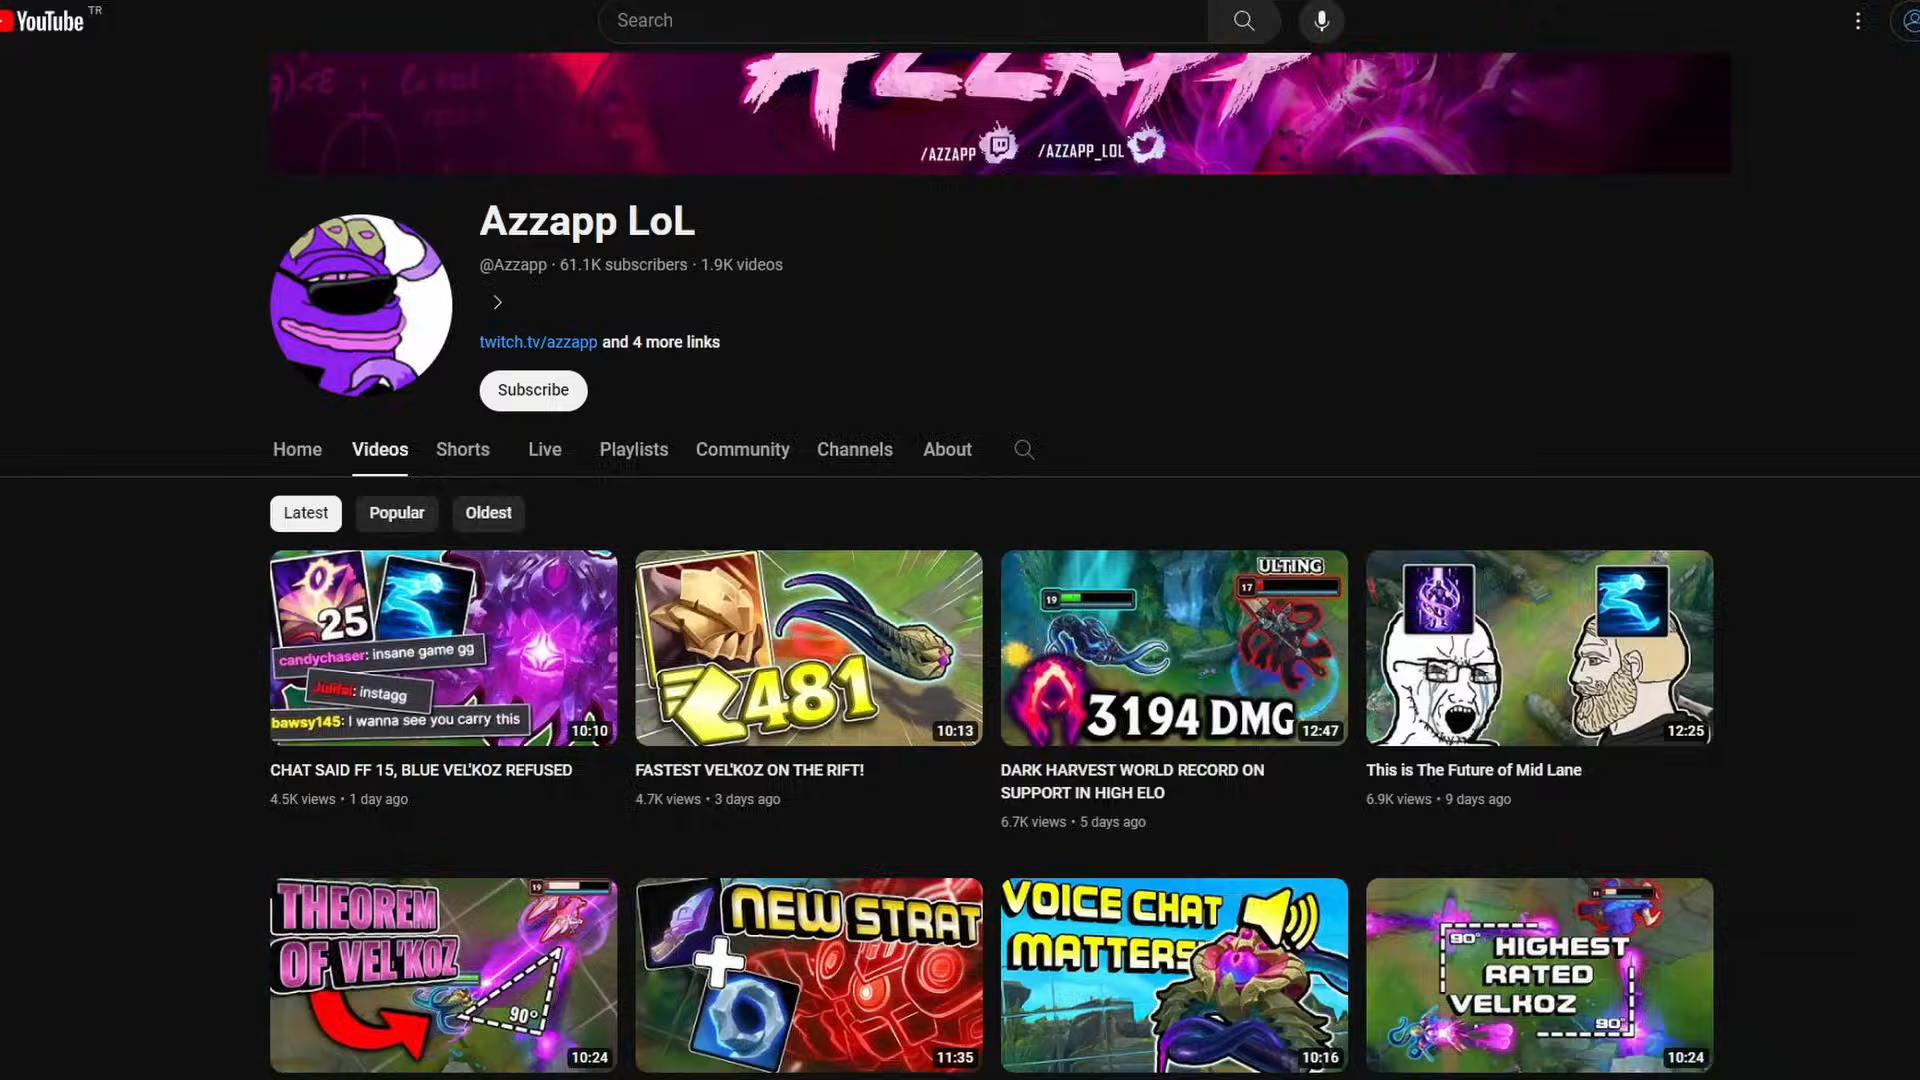 YouTube TR
Search
AZZAPP
/AZZAPP /AZZAPP_LOL
Azzapp LoL
@Azzapp · 61.1K subscribers · 1.9K videos
twitch.tv/azzapp and 4 more links
Subscribe
Home Videos Shorts Live Playlists Community Channels About
Latest Popular Oldest
25
candychaser: insane game gg
Julifai: instagg
bawsy145: I wanna see you carry this
10:10
481
10:13
ULTING
19
17
3194 DMG
12:47
12:25
CHAT SAID FF 15, BLUE VEL'KOZ REFUSED
4.5K views • 1 day ago
FASTEST VEL'KOZ ON THE RIFT!
4.7K views • 3 days ago
DARK HARVEST WORLD RECORD ON
SUPPORT IN HIGH ELO
6.7K views • 5 days ago
This is The Future of Mid Lane
6.9K views • 9 days ago
THEOREM
OF VEL'KOZ
19
90°
10:24
NEW STRAT
11:35
VOICE CHAT
MATTERS
10:16
90° HIGHEST
RATED
VELKOZ
90°
10:24